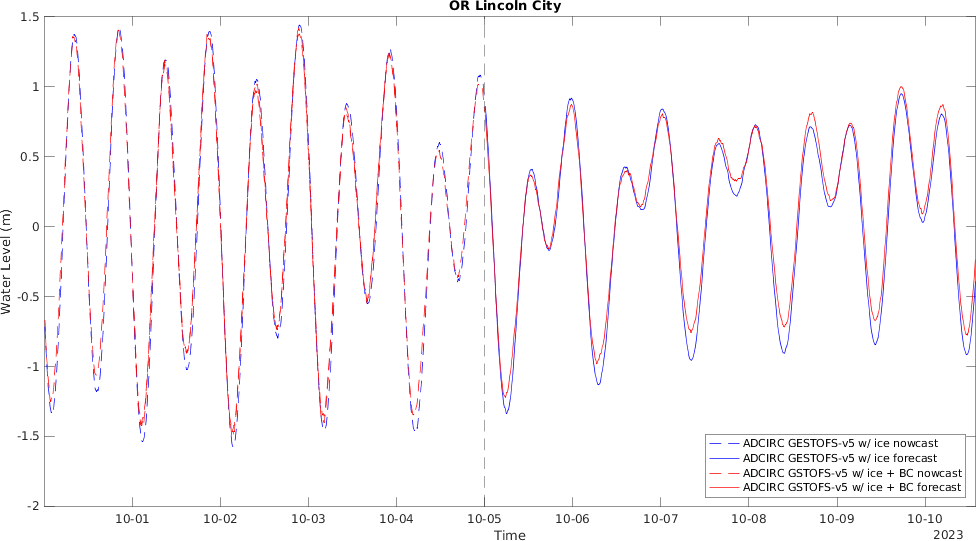 OR Lincoln City
1.5
1
0.5
0
-0.5
-1
-1.5
-2
Water Level (m)
10-01
10-02
10-03
10-04
10-05
10-06
10-07
10-08
10-09
10-10
Time
2023
ADCIRC GESTOFS-v5 w/ ice nowcast
ADCIRC GESTOFS-v5 w/ ice forecast
ADCIRC GSTOFS-v5 w/ ice + BC nowcast
ADCIRC GSTOFS-v5 w/ ice + BC forecast